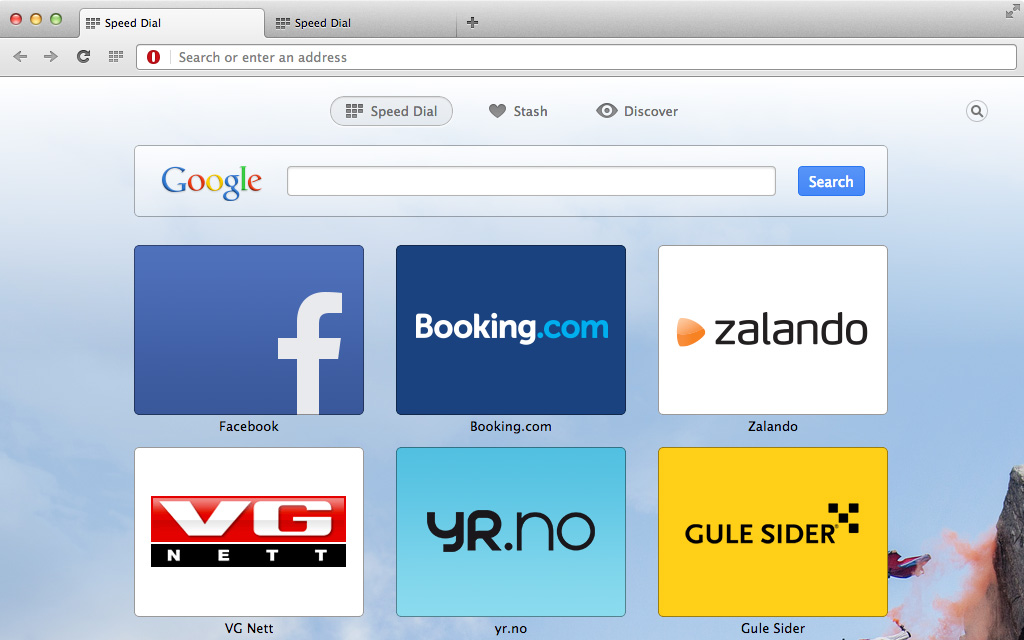 Speed Dial Speed Dial
Search or enter an address
Speed Dial Stash Discover
Google Search
f Booking.com zalando
Facebook Booking.com Zalando
VG
NETT yr.no GULE SIDER®
VG Nett yr.no Gule Sider